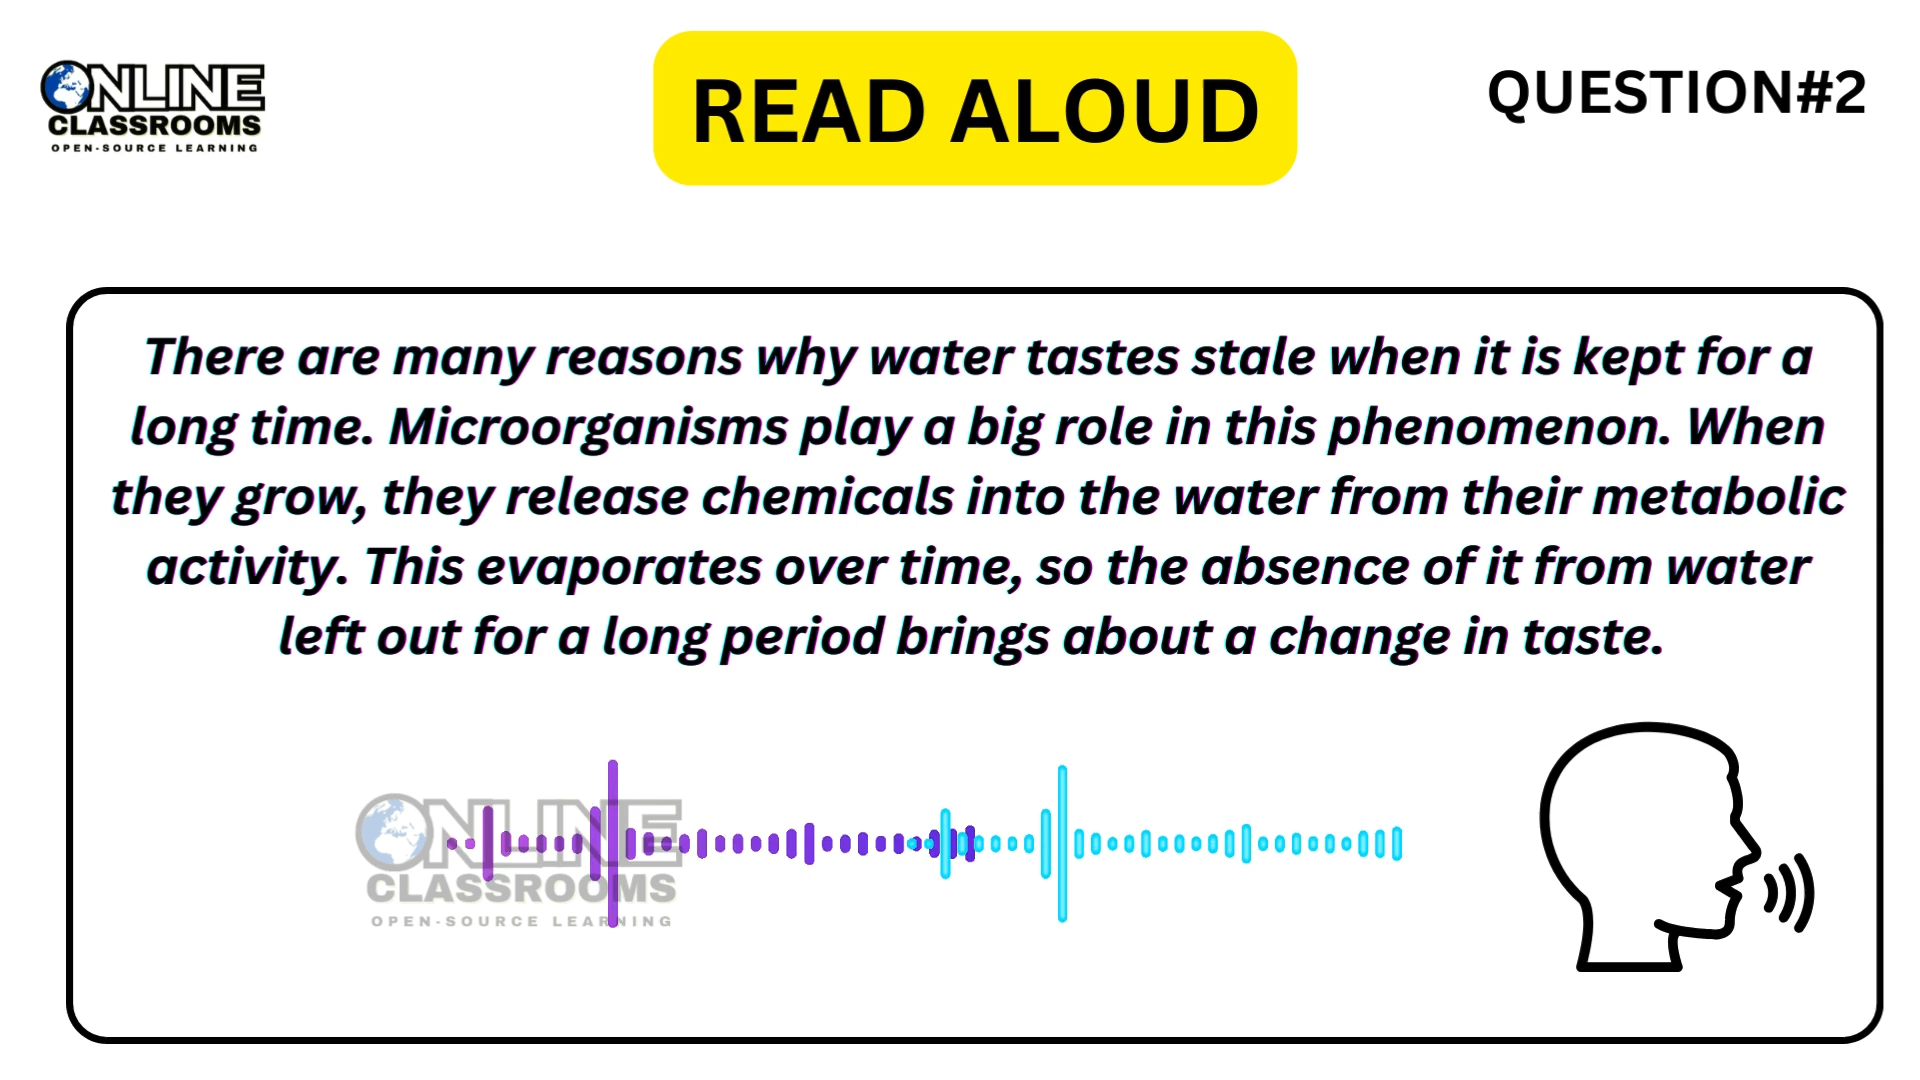 ONLINE
CLASSROOMS
OPEN-SOURCE LEARNING
READ ALOUD
QUESTION#2
There are many reasons why water tastes stale when it is kept for a
long time. Microorganisms play a big role in this phenomenon. When
they grow, they release chemicals into the water from their metabolic
activity. This evaporates over time, so the absence of it from water
left out for a long period brings about a change in taste.
ONLINE
CLASSROOMS
OPEN-SOURCE LEARNING